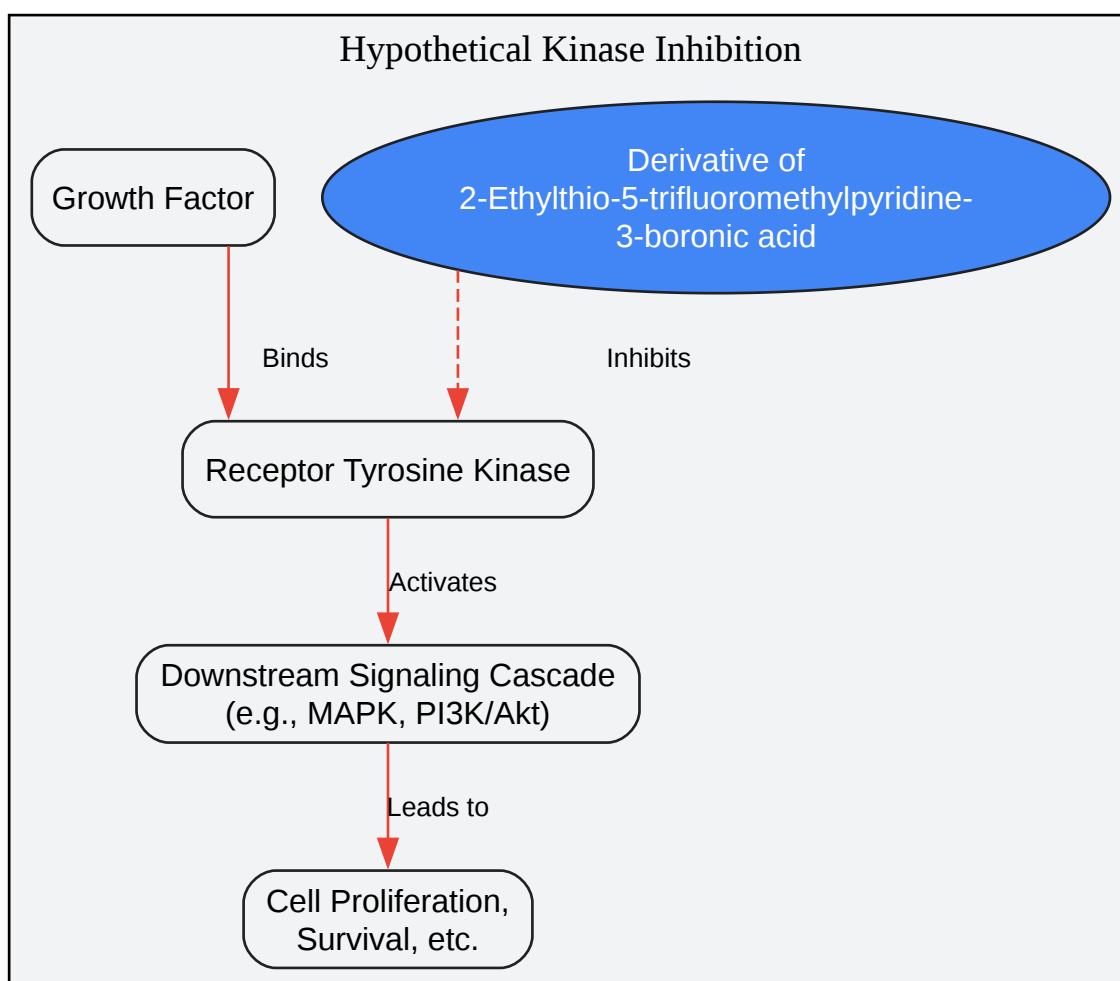 Hypothetical Kinase Inhibition
Growth Factor
Derivative of
2-Ethylthio-5-trifluoromethylpyridine-
3-boronic acid
Binds
Inhibits
Receptor Tyrosine Kinase
Activates
Downstream Signaling Cascade
(e.g., MAPK, PI3K/Akt)
Leads to
Cell Proliferation,
Survival, etc.